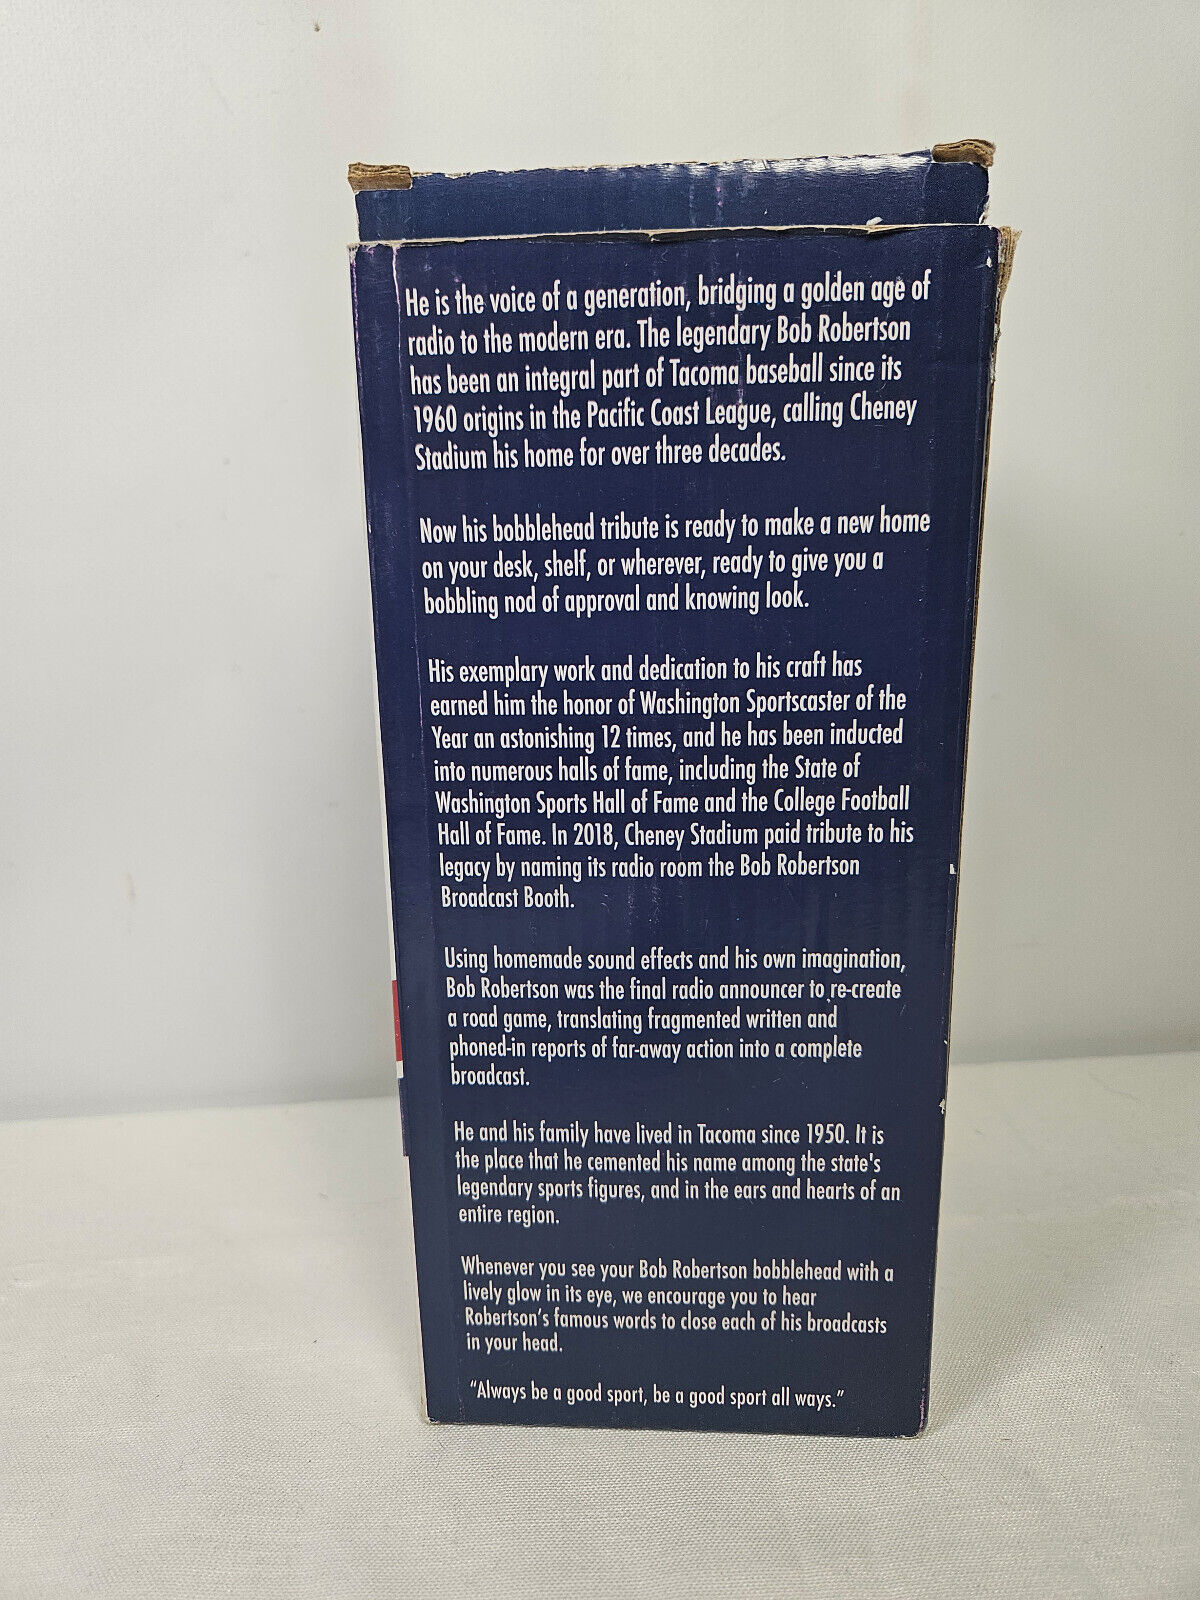 He is the voice of a generation, bridging a golden age of
radio to the modern era. The legendary Bob Robertson
has been an integral part of Tacoma baseball since its
1960 origins in the Pacific Coast League, calling Cheney
Stadium his home for over three decades.
Now his bobblehead tribute is ready to make a new home
on your desk, shelf, or wherever, ready to give you a
bobbling nod of approval and knowing look.
His exemplary work and dedication to his craft has
earned him the honor of Washington Sportscaster of the
Year an astonishing 12 times, and he has been inducted
into numerous halls of fame, including the State of
Washington Sports Hall of Fame and the College Football
Hall of Fame. In 2018, Cheney Stadium paid tribute to his
legacy by naming its radio room the Bob Robertson
Broadcast Booth.
Using homemade sound effects and his own imagination,
Bob Robertson was the final radio announcer to re-create
a road game, translating fragmented written and
phoned-in reports of far-away action into a complete
broadcast.
He and his family have lived in Tacoma since 1950. It is
the place that he cemented his name among the state's
legendary sports figures, and in the ears and hearts of an
entire region.
Whenever you see your Bob Robertson bobblehead with a
lively glow in its eye, we encourage you to hear
Robertson's famous words to close each of his broadcasts
in your head.
"Always be a good sport, be a good sport all ways."